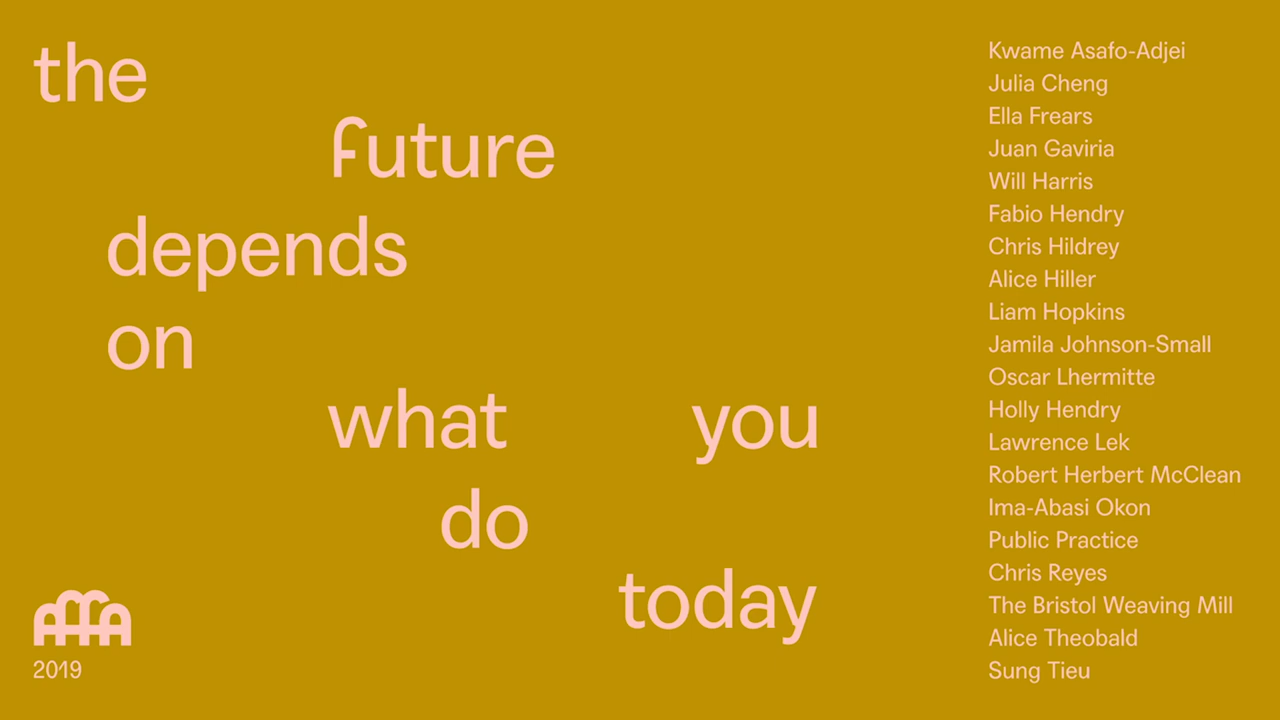 the
future
depends
on
what you
do
today
AFFA
2019
Kwame Asafo-Adjei
Julia Cheng
Ella Frears
Juan Gaviria
Will Harris
Fabio Hendry
Chris Hildrey
Alice Hiller
Liam Hopkins
Jamila Johnson-Small
Oscar Lhermitte
Holly Hendry
Lawrence Lek
Robert Herbert McClean
Ima-Abasi Okon
Public Practice
Chris Reyes
The Bristol Weaving Mill
Alice Theobald
Sung Tieu